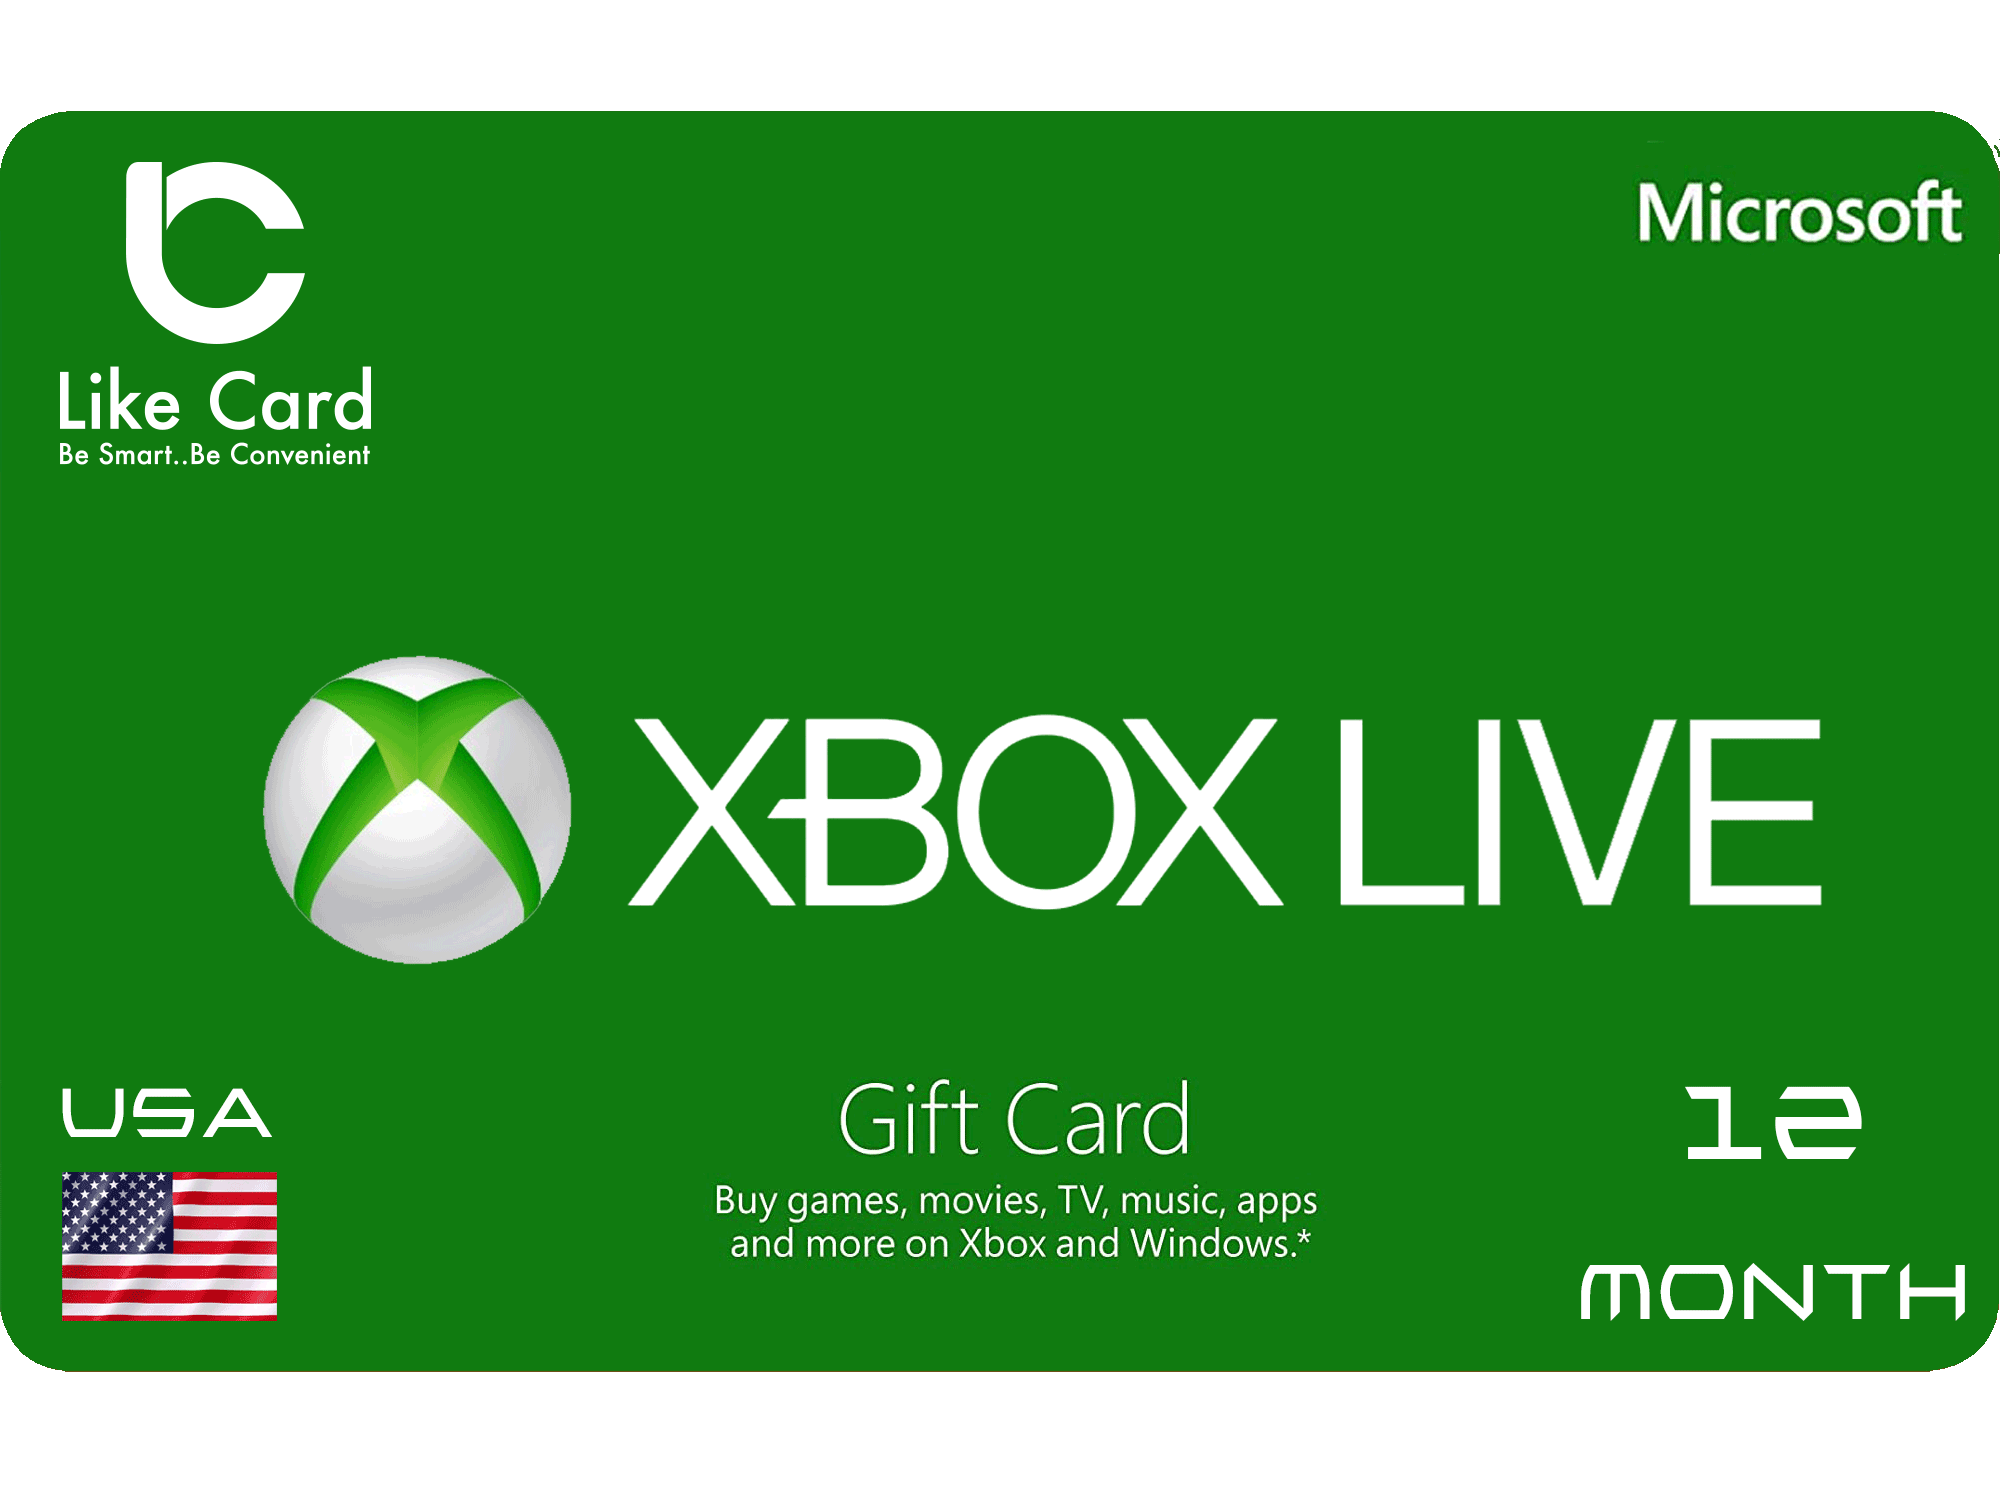 Microsoft
Like Card
Be Smart..Be Convenient
XBOX LIVE
USA
Gift Card
Buy games, movies, TV, music, apps
and more on Xbox and Windows.*
12
MONTH